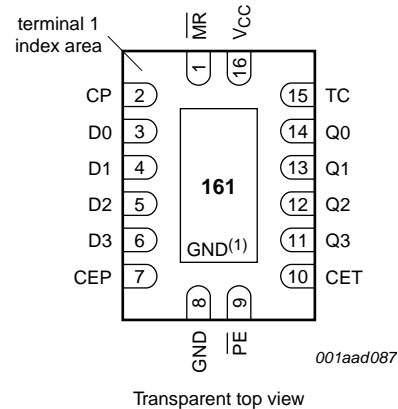 terminal 1
index area
M̅R̅
VCC
1
16
CP 2
15 TC
D0 3
14 Q0
D1 4
13 Q1
161
D2 5
12 Q2
D3 6
11 Q3
GND(1)
CEP 7
10 CET
8
9
GND
P̅E̅
001aad087
Transparent top view